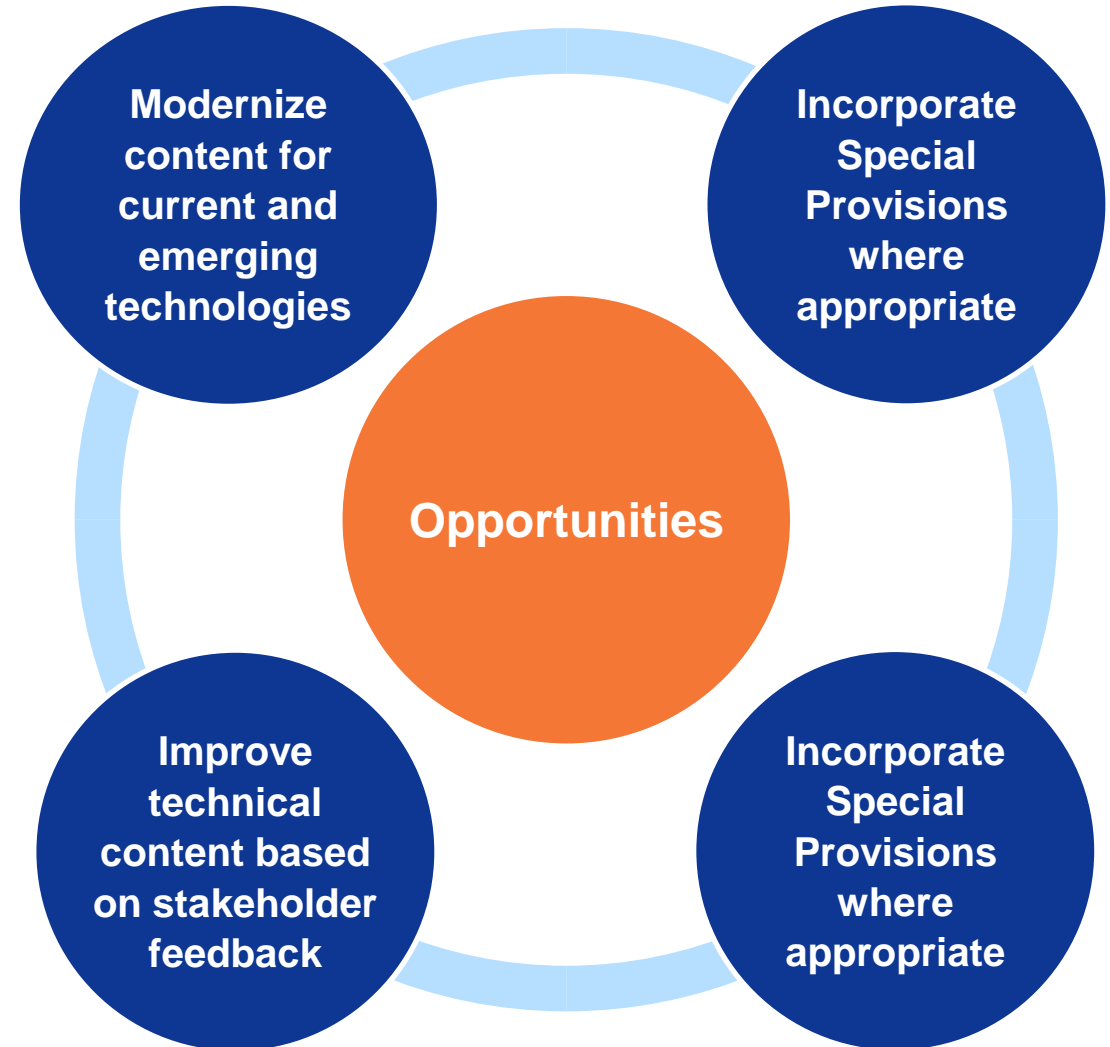 Modernize
content for
current and
emerging
technologies
Incorporate
Special
Provisions
where
appropriate
Opportunities
Improve
technical
content based
on stakeholder
feedback
Incorporate
Special
Provisions
where
appropriate